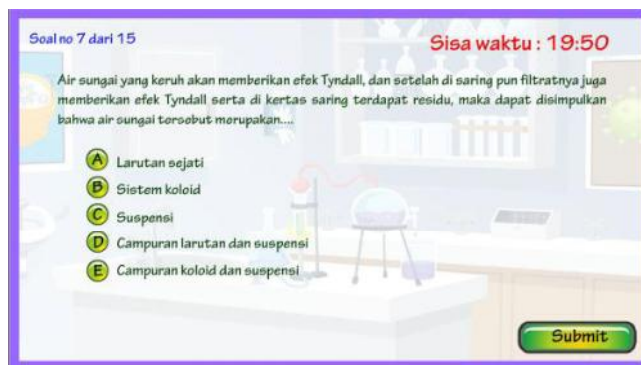 Soal no 7 dari 15
Sisa waktu : 19:50
Air sungai yang keruh akan memberikan efek Tyndall, dan setelah di saring pun filtratnya juga
memberikan efek Tyndall serta di kertas saring terdapat residu, maka dapat disimpulkan
bahwa air sungai tersebut merupakan....
A Larutan sejati
B Sistem koloid
C Suspensi
D Campuran larutan dan suspensi
E Campuran koloid dan suspensi
Submit